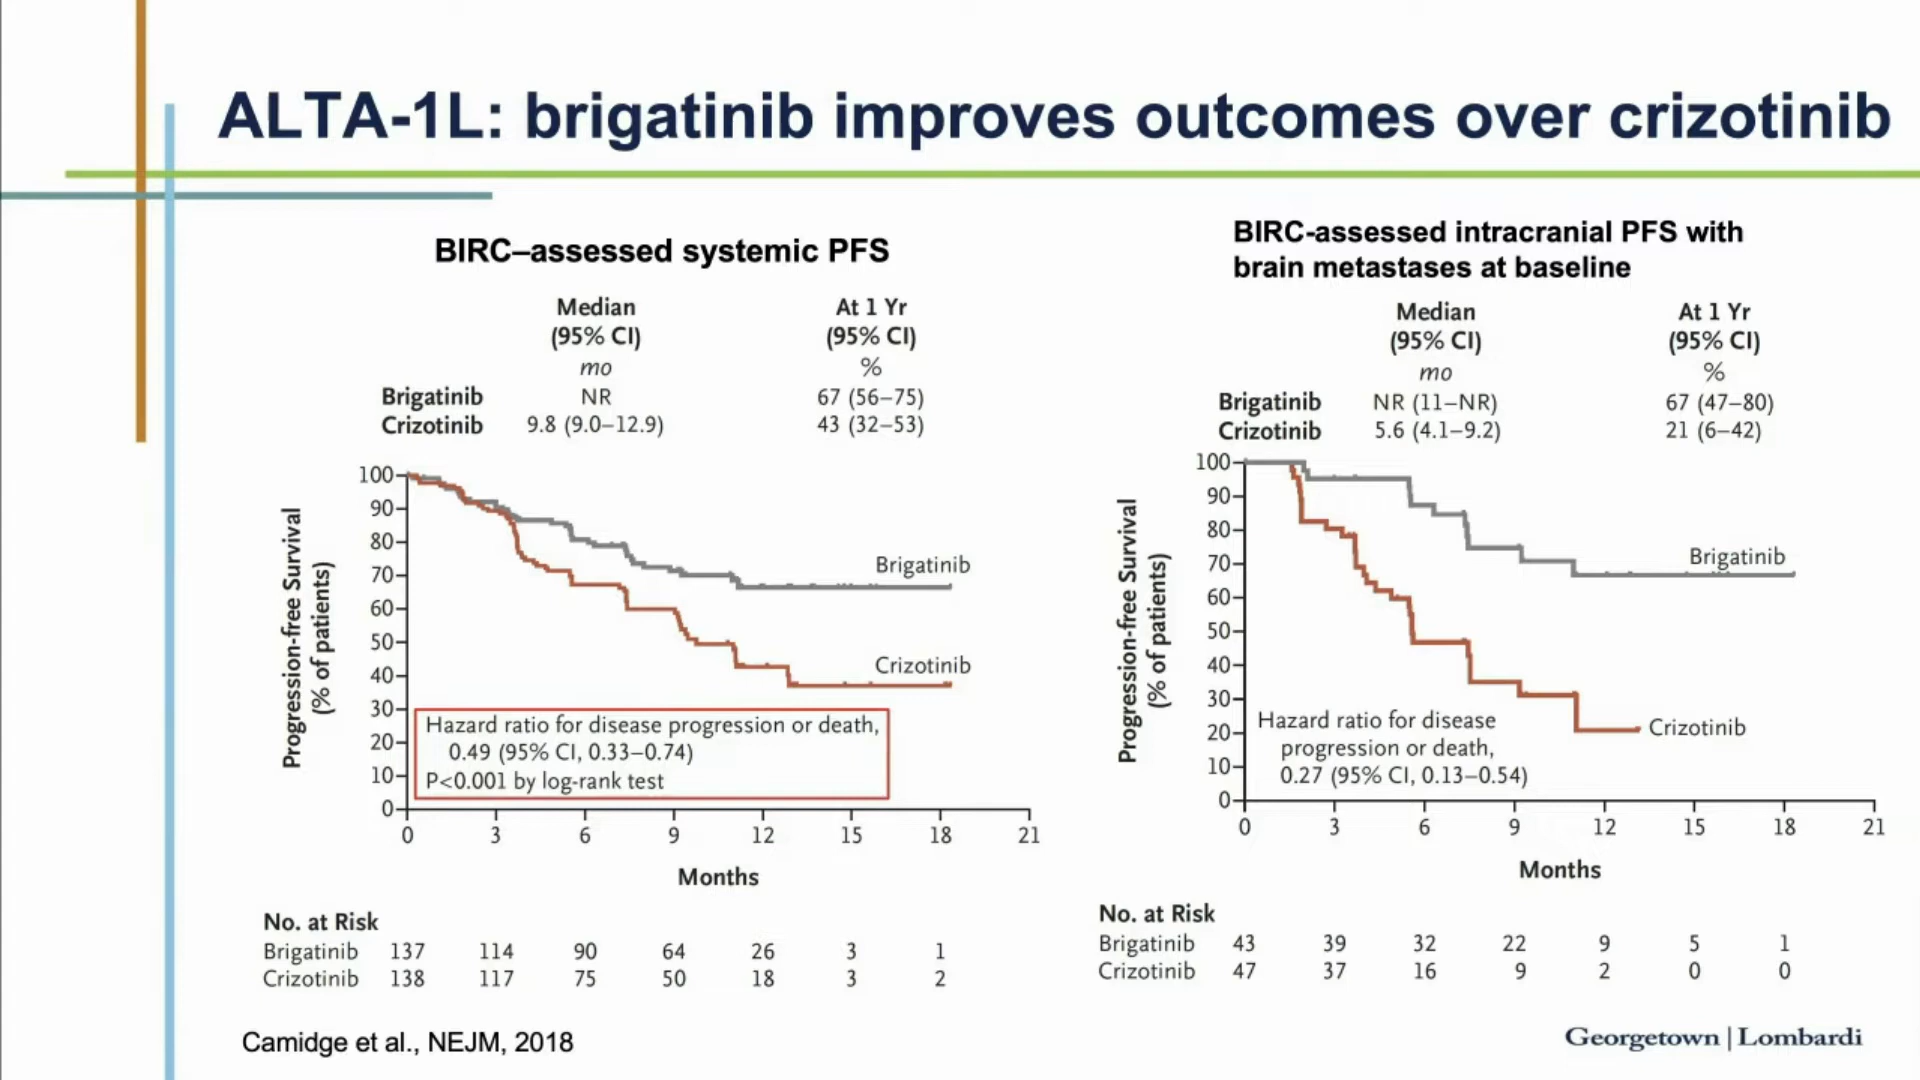 ALTA-1L: brigatinib improves outcomes over crizotinib
BIRC–assessed systemic PFS
Median
(95% CI)
At 1 Yr
(95% CI)
mo
%
Brigatinib NR 67 (56–75)
Crizotinib 9.8 (9.0–12.9) 43 (32–53)
Progression-free Survival
(% of patients)
100
90
80
70
60
50
40
30
20
10
0
Brigatinib
Crizotinib
Hazard ratio for disease progression or death,
0.49 (95% CI, 0.33–0.74)
P<0.001 by log-rank test
0 3 6 9 12 15 18 21
Months
No. at Risk
Brigatinib 137 114 90 64 26 3 1
Crizotinib 138 117 75 50 18 3 2
BIRC-assessed intracranial PFS with
brain metastases at baseline
Median
(95% CI)
At 1 Yr
(95% CI)
mo
%
Brigatinib NR (11–NR) 67 (47–80)
Crizotinib 5.6 (4.1–9.2) 21 (6–42)
Progression-free Survival
(% of patients)
100
90
80
70
60
50
40
30
20
10
0
Brigatinib
Crizotinib
Hazard ratio for disease
progression or death,
0.27 (95% CI, 0.13–0.54)
0 3 6 9 12 15 18 21
Months
No. at Risk
Brigatinib 43 39 32 22 9 5 1
Crizotinib 47 37 16 9 2 0 0
Camidge et al., NEJM, 2018
Georgetown | Lombardi